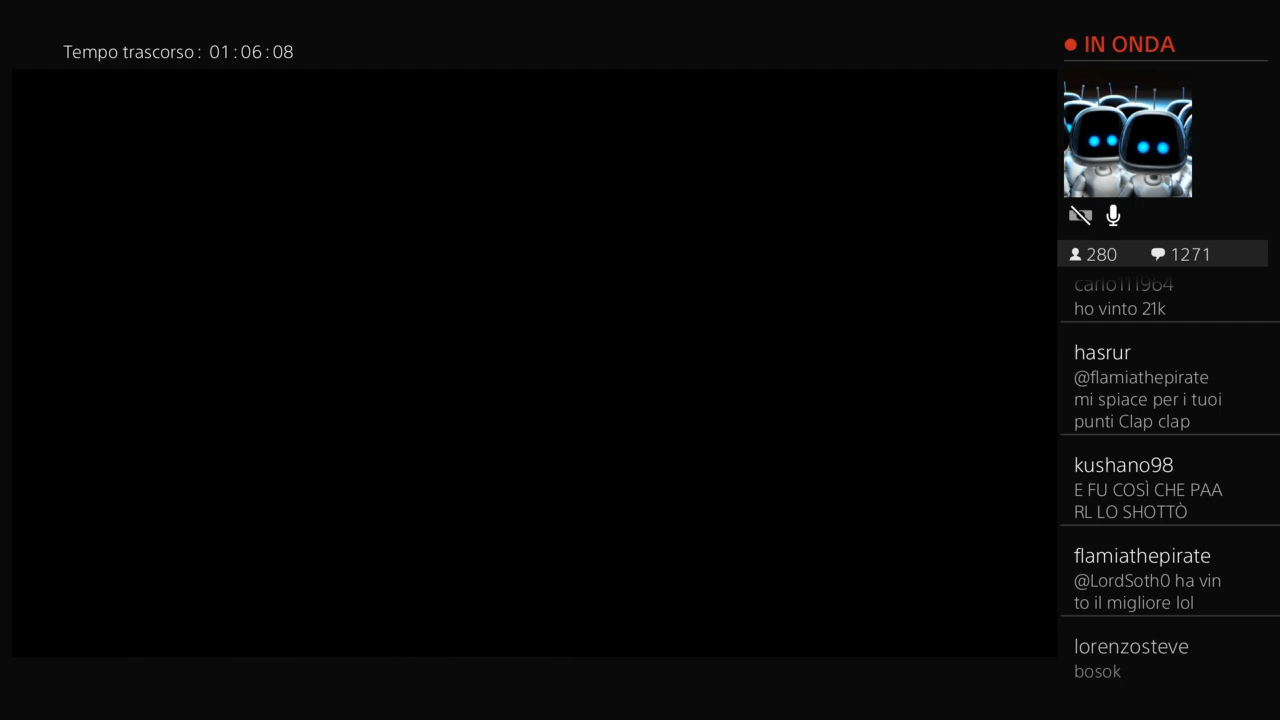 Tempo trascorso: 01:06:08
IN ONDA
280 1271
carlo111964
ho vinto 21k
hasrur
@flamiathepirate
mi spiace per i tuoi
punti Clap clap
kushano98
E FU COSÌ CHE PAA
RL LO SHOTTÒ
flamiathepirate
@LordSoth0 ha vin
to il migliore lol
lorenzosteve
bosok